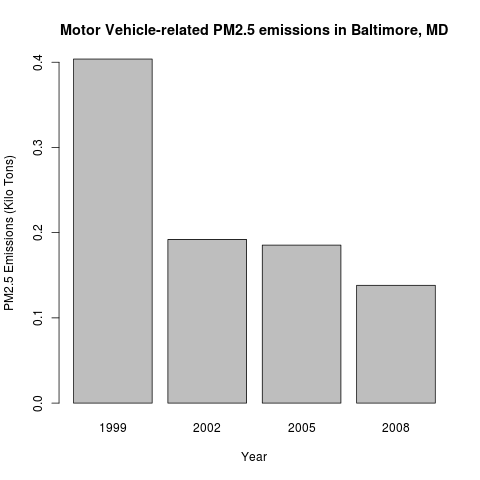 Motor Vehicle-related PM2.5 emissions in Baltimore, MD
PM2.5 Emissions (Kilo Tons)
0.4
0.3
0.2
0.1
0.0
1999 2002 2005 2008
Year